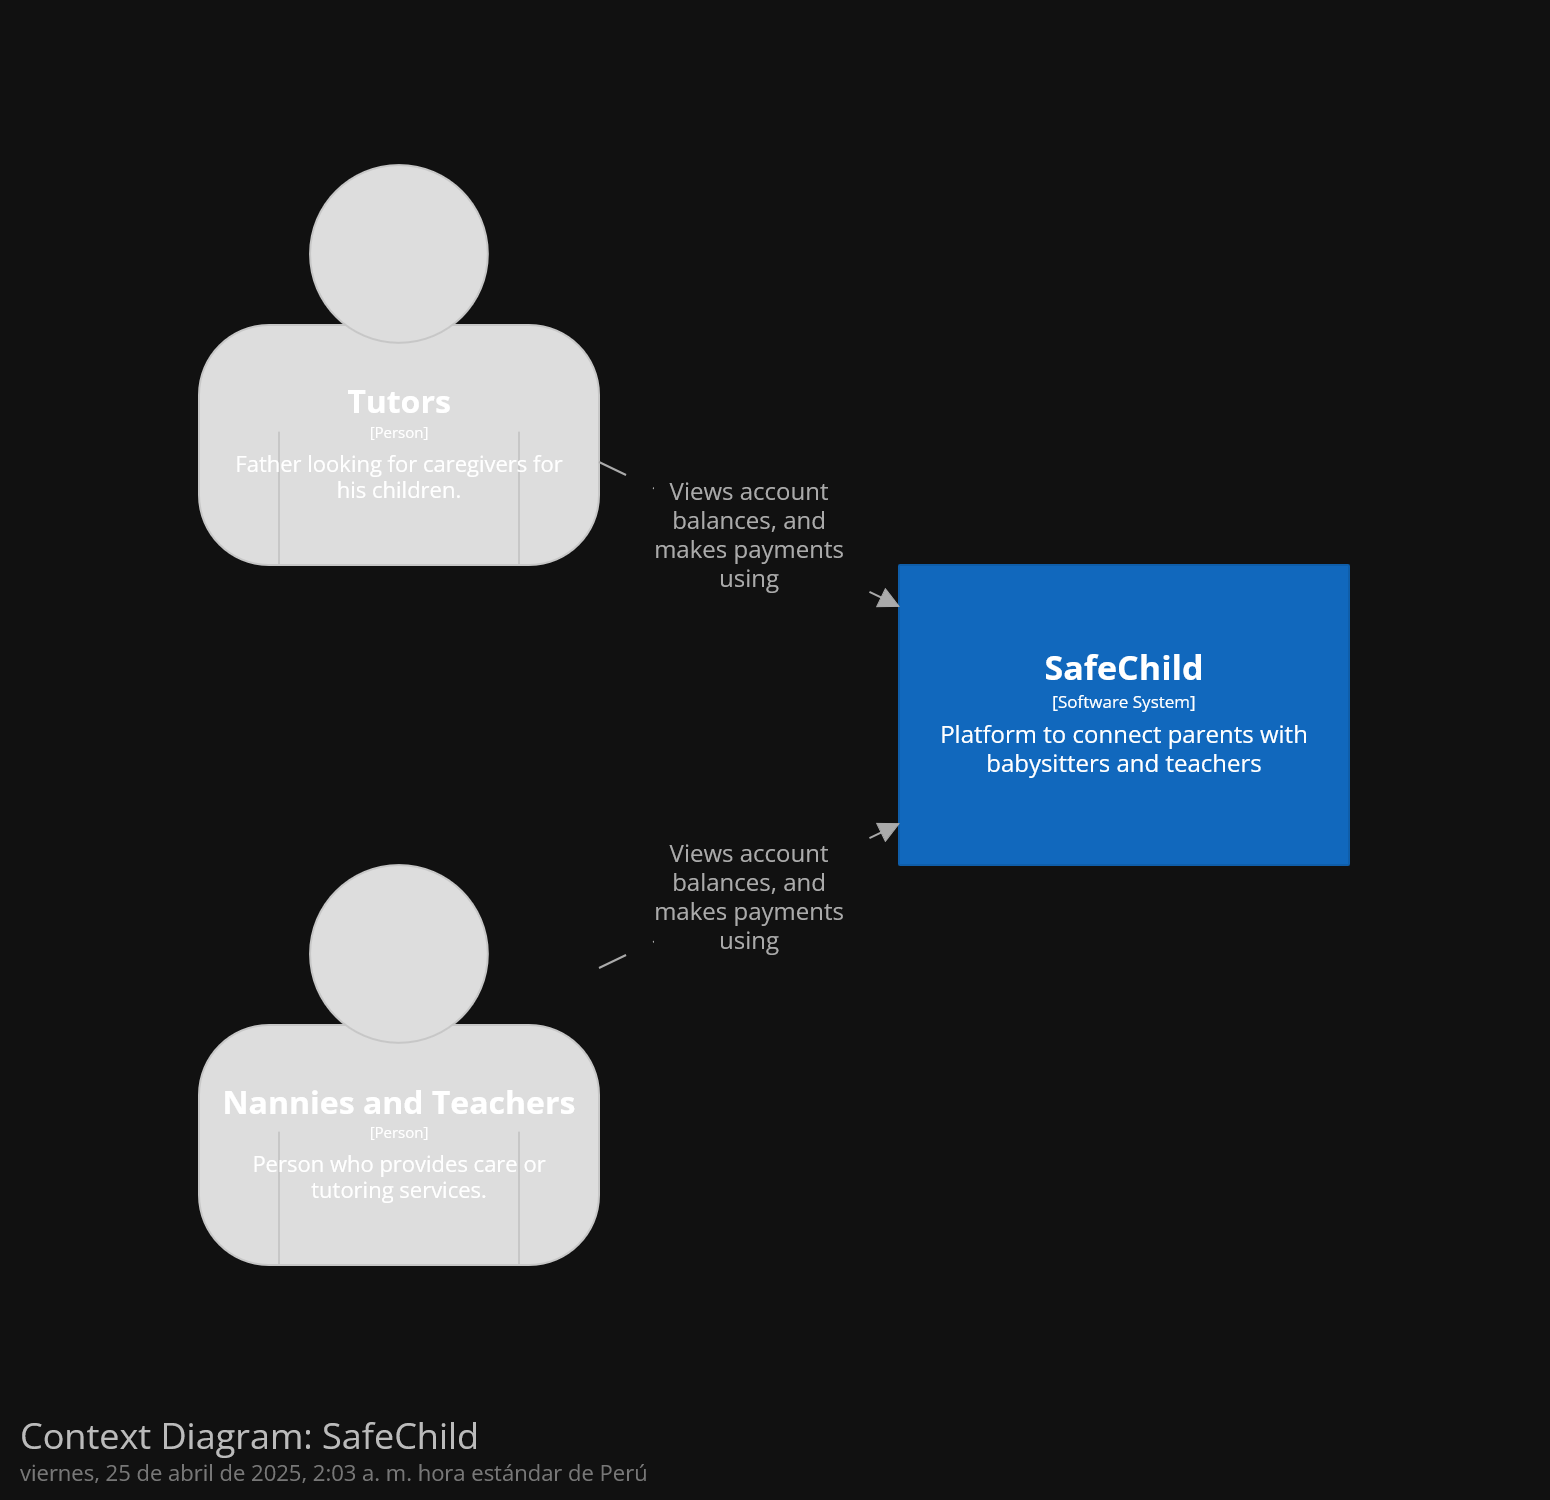 Tutors
[Person]
Father looking for caregivers for
his children.
Views account
balances, and
makes payments
using
SafeChild
[Software System]
Platform to connect parents with
babysitters and teachers
Views account
balances, and
makes payments
using
Nannies and Teachers
[Person]
Person who provides care or
tutoring services.
Context Diagram: SafeChild
viernes, 25 de abril de 2025, 2:03 a. m. hora estándar de Perú